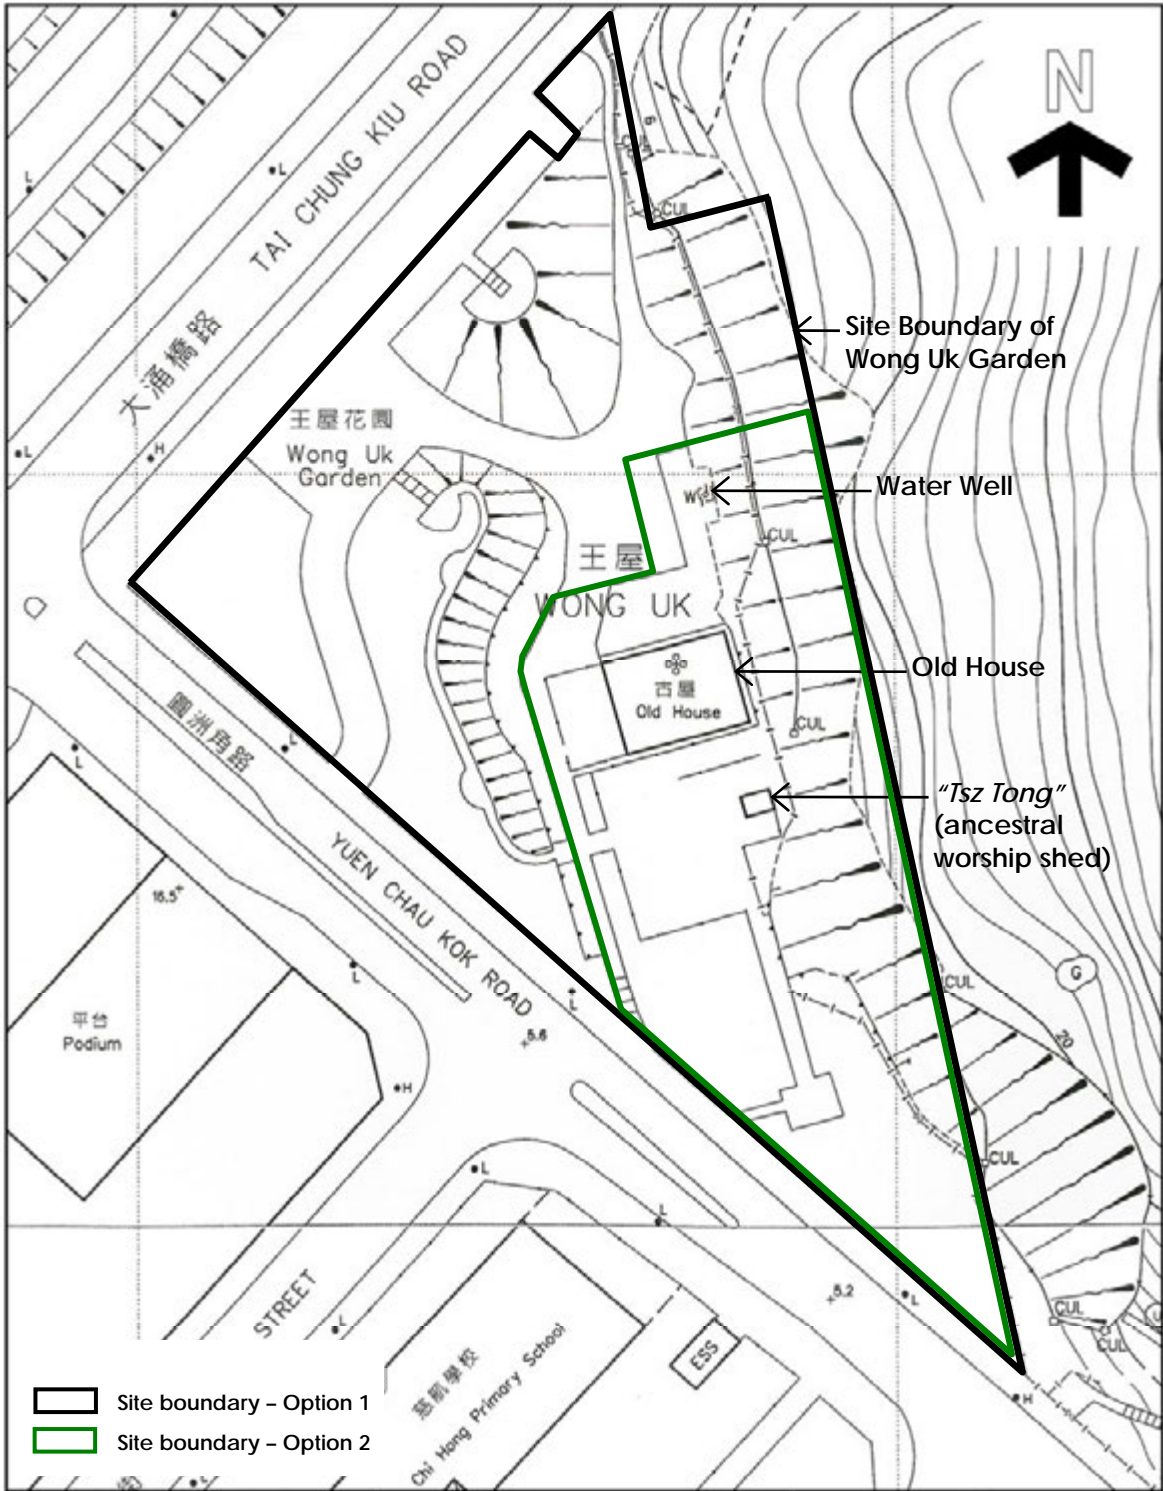 N
TAI CHUNG KIU ROAD
大涌橋路
L
L
L
H
6
CUL
Site Boundary of
Wong Uk Garden
王屋花園
Wong Uk
Garden
Water Well
CUL
王屋
WONG UK
Old House
古屋
Old House
CUL
圓洲角路
L
L
"Tsz Tong"
(ancestral
worship shed)
YUEN CHAU KOK ROAD
16.5
L
L
CUL
G
20
平台
Podium
5.6
H
CUL
L
L
5.2
L
CUL
CUL
STREET
L
ESS
慈航學校
Chi Hong Primary School
H
Site boundary – Option 1
Site boundary – Option 2
街
L